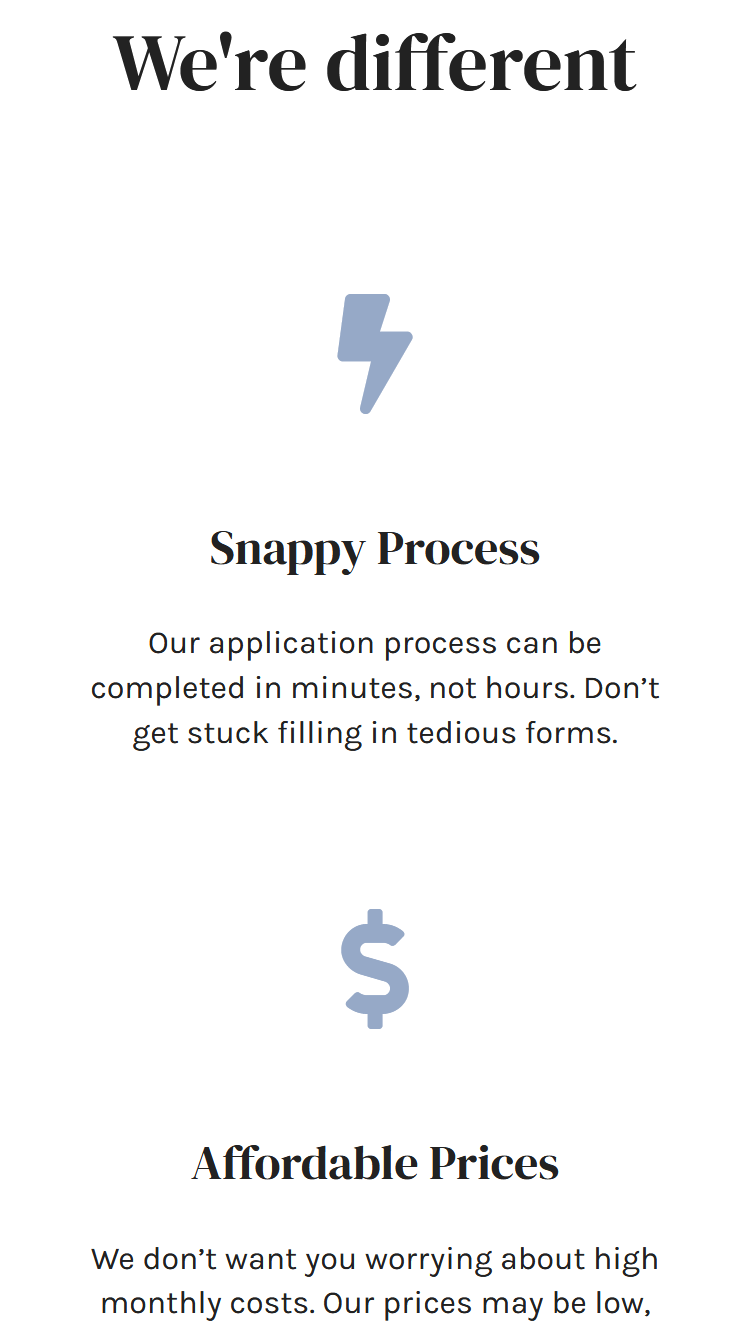 We're different
Snappy Process
Our application process can be
completed in minutes, not hours. Don’t
get stuck filling in tedious forms.
$
Affordable Prices
We don’t want you worrying about high
monthly costs. Our prices may be low,